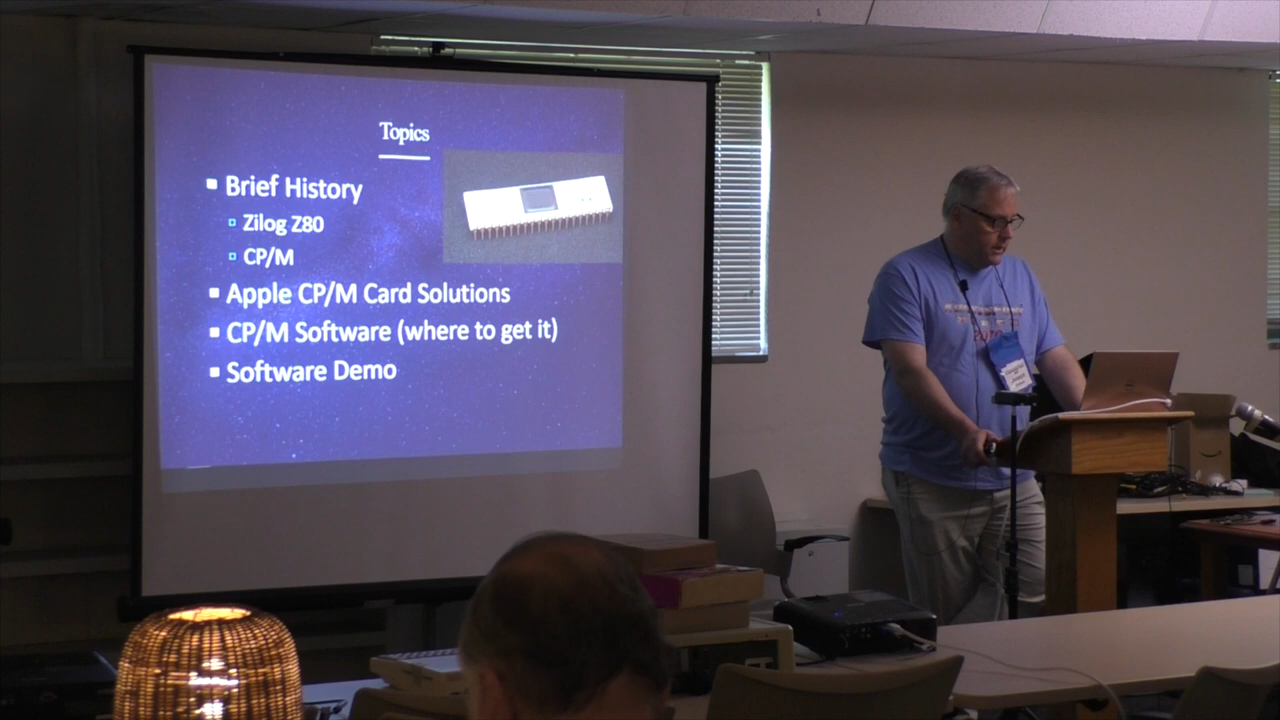 Topics
Brief History
Zilog Z80
CP/M
Apple CP/M Card Solutions
CP/M Software (where to get it)
Software Demo